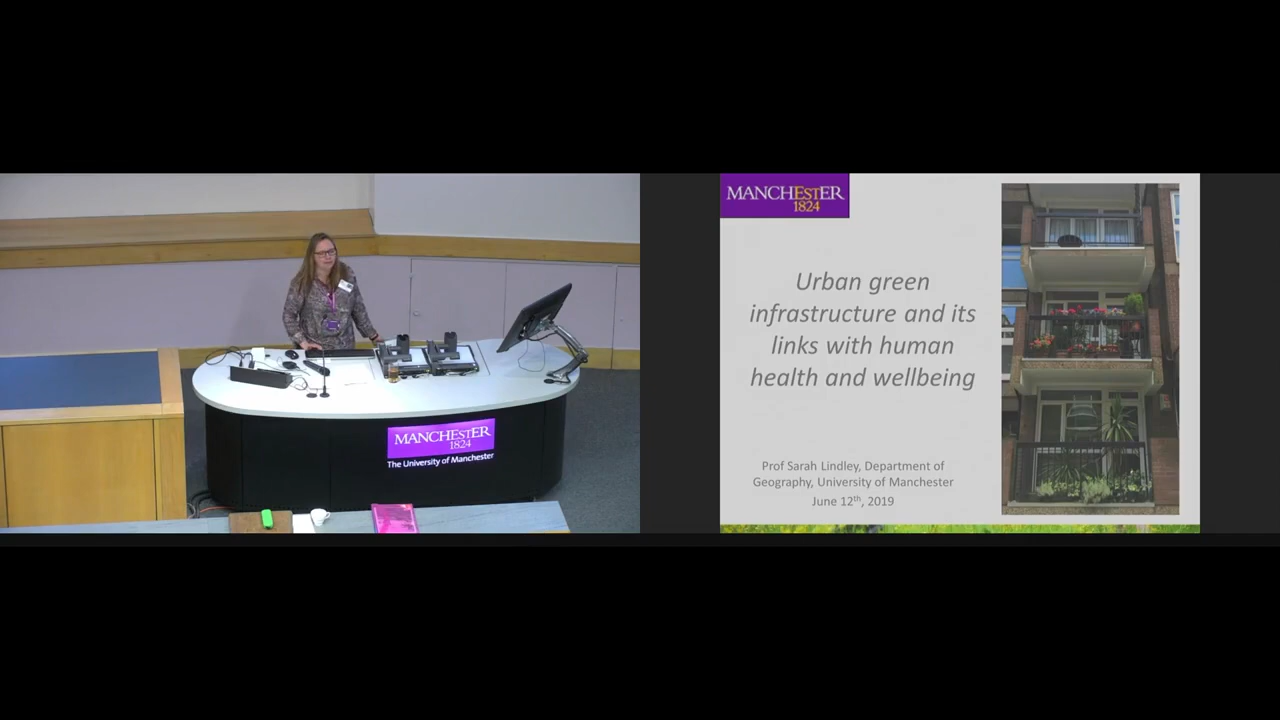 MANCHESTER
1824
The University of Manchester
MANCHESTER
1824
Urban green
infrastructure and its
links with human
health and wellbeing
Prof Sarah Lindley, Department of
Geography, University of Manchester
June 12th, 2019